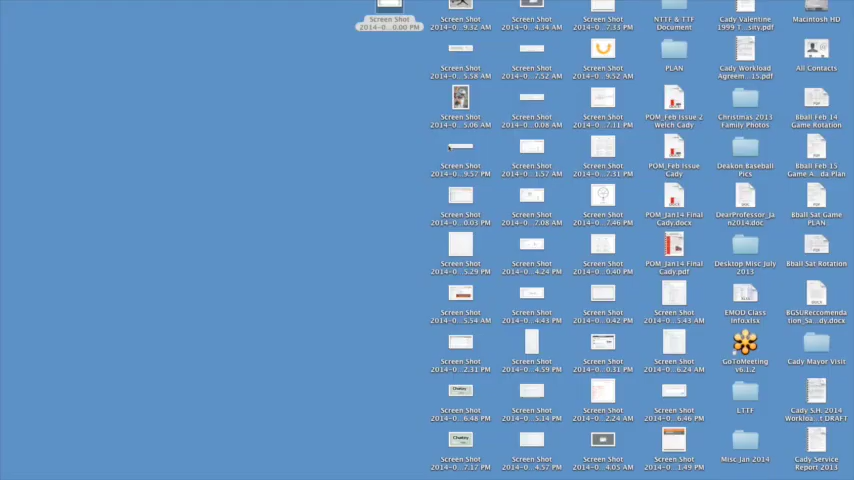 Screen Shot
2014-0...0.00 PM
Screen Shot
2014-0...9.32 AM
Screen Shot
2014-0...4.34 AM
Screen Shot
2014-0...7.33 PM
NTTF & TTF
Document
Cady Valentine
1999 T...sity.pdf
Macintosh HD
Screen Shot
2014-0...5.58 AM
Screen Shot
2014-0...7.52 AM
Screen Shot
2014-0...9.52 AM
PLAN
Cady Workload
Agreem...15.pdf
All Contacts
Screen Shot
2014-0...5.06 AM
Screen Shot
2014-0...0.08 AM
Screen Shot
2014-0...7.11 PM
POM_Feb Issue 2
Welch Cady
Christmas 2013
Family Photos
Bball Feb 14
Game Rotation
Screen Shot
2014-0...9.57 PM
Screen Shot
2014-0...1.57 AM
Screen Shot
2014-0...7.31 PM
POM_Feb Issue
Cady
Deakon Baseball
Pics
Bball Feb 15
Game A...da Plan
Screen Shot
2014-0...0.03 PM
Screen Shot
2014-0...7.08 AM
Screen Shot
2014-0...7.46 PM
POM_Jan14 Final
Cady.docx
DearProfessor_Ja
n2014.doc
Bball Sat Game
PLAN
Screen Shot
2014-0...5.29 PM
Screen Shot
2014-0...4.24 PM
Screen Shot
2014-0...0.40 PM
POM_Jan14 Final
Cady.pdf
Desktop Misc July
2013
Bball Sat Rotation
Screen Shot
2014-0...5.54 AM
Screen Shot
2014-0...4.43 PM
Screen Shot
2014-0...0.42 PM
Screen Shot
2014-0...5.43 AM
EMOD Class
Info.xlsx
BGSUReccomenda
tion_Sa...dy.docx
Screen Shot
2014-0...2.31 PM
Screen Shot
2014-0...4.59 PM
Screen Shot
2014-0...0.31 PM
Screen Shot
2014-0...6.24 AM
GoToMeeting
v6.1.2
Cady Mayor Visit
Screen Shot
2014-0...6.48 PM
Screen Shot
2014-0...5.14 PM
Screen Shot
2014-0...2.24 AM
Screen Shot
2014-0...6.46 PM
LTTF
Cady S.H. 2014
Workloa...t DRAFT
Screen Shot
2014-0...7.17 PM
Screen Shot
2014-0...4.57 PM
Screen Shot
2014-0...4.05 AM
Screen Shot
2014-0...1.49 PM
Misc Jan 2014
Cady Service
Report 2013